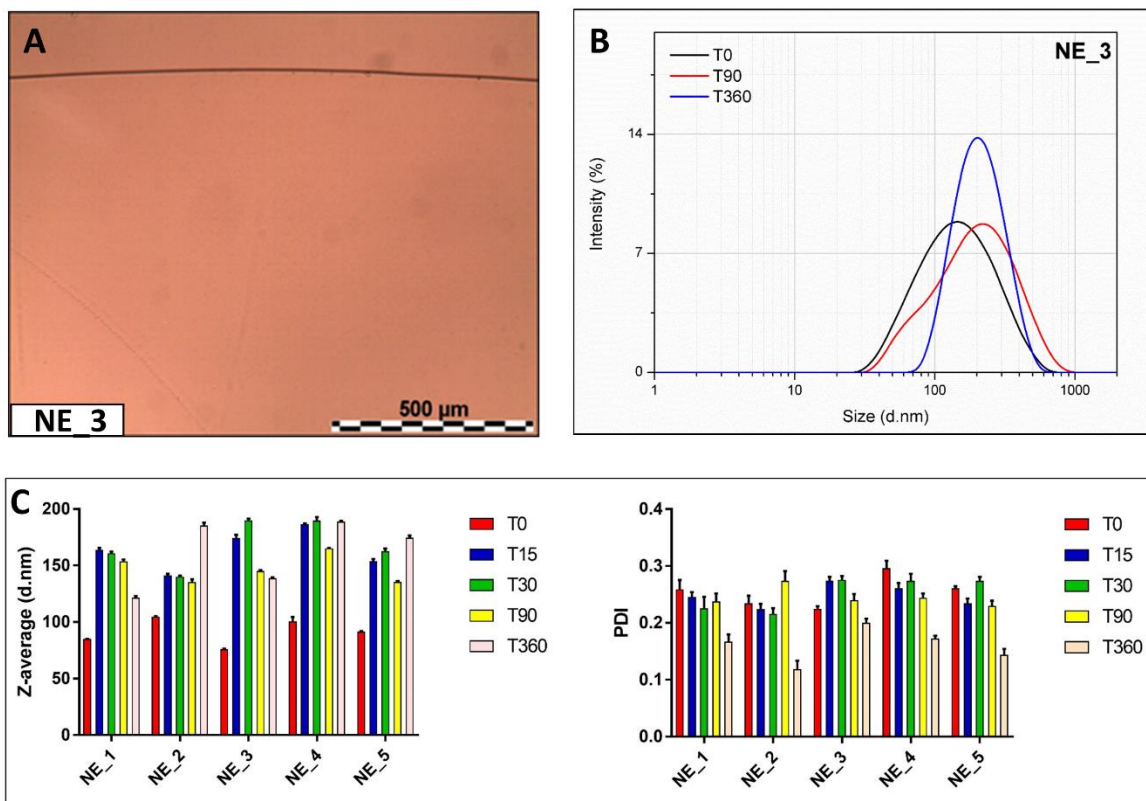 A
NE_3
500 µm
B
NE_3
T0
T90
T360
Intensity (%)
14
7
0
1
10
100
1000
Size (d.nm)
C
Z-average (d.nm)
200
150
100
50
0
NE_1
NE_2
NE_3
NE_4
NE_5
T0
T15
T30
T90
T360
PDI
0.4
0.3
0.2
0.1
0.0
NE_1
NE_2
NE_3
NE_4
NE_5
T0
T15
T30
T90
T360